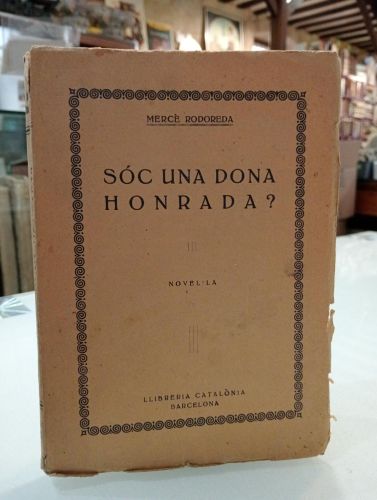 MERCÈ RODOREDA
SÓC UNA DONA
HONRADA?
NOVEL·LA
LLIBRERIA CATALÒNIA
BARCELONA